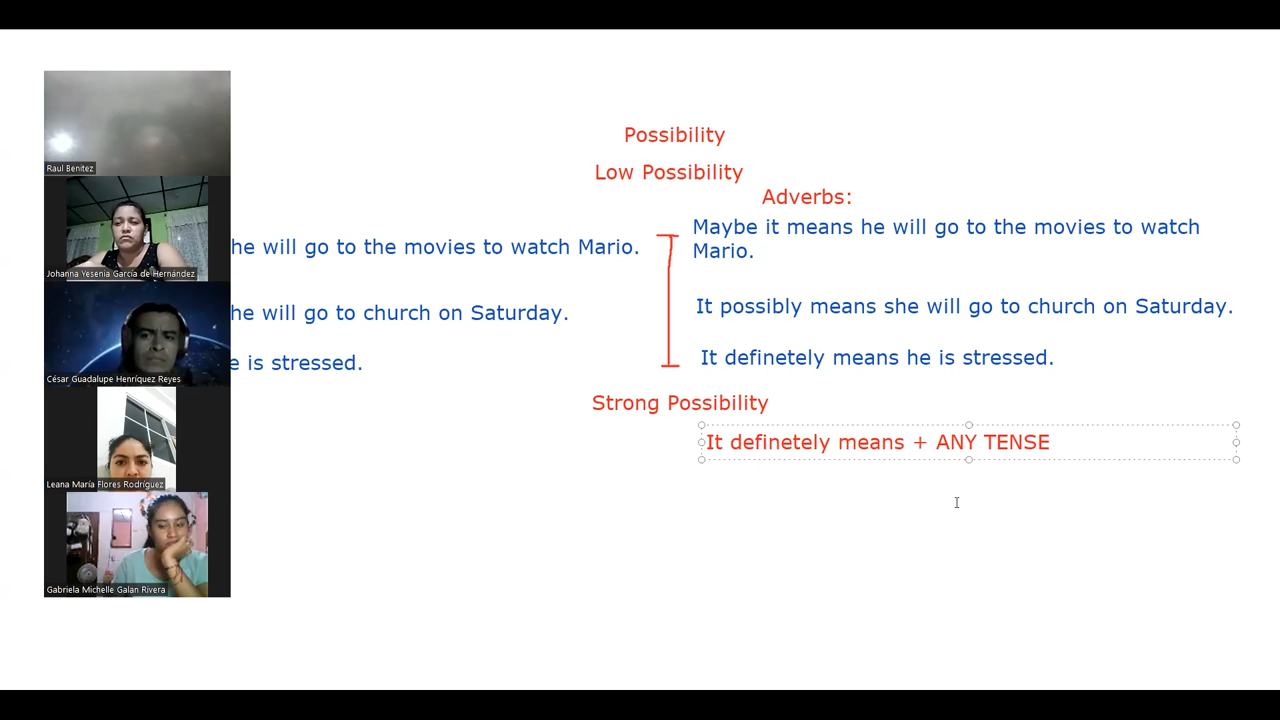 Possibility
Low Possibility
Adverbs:
Maybe it means he will go to the movies to watch
Mario.
he will go to the movies to watch Mario.
It possibly means she will go to church on Saturday.
he will go to church on Saturday.
It definetely means he is stressed.
e is stressed.
Strong Possibility
It definetely means + ANY TENSE
Raul Benitez
Johanna Yesenia García de Hernández
César Guadalupe Henríquez Reyes
Leana María Flores Rodríguez
Gabriela Michelle Galan Rivera